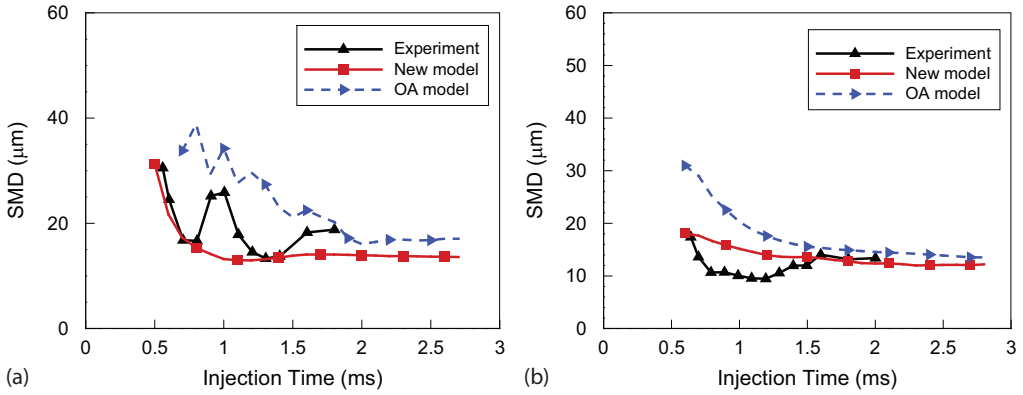 60
40
20
0
SMD (μm)
Experiment
New model
OA model
0 0.5 1 1.5 2 2.5 3
Injection Time (ms)
(a)
60
50
40
30
20
10
0
SMD (μm)
Experiment
New model
OA model
0 0.5 1 1.5 2 2.5 3
Injection Time (ms)
(b)